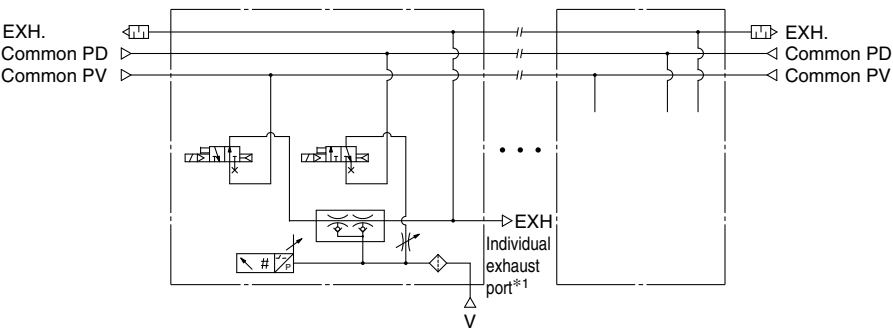 EXH.
Common PD
Common PV
EXH.
Common PD
Common PV
EXH
Individual
exhaust
port*1
#
P
V